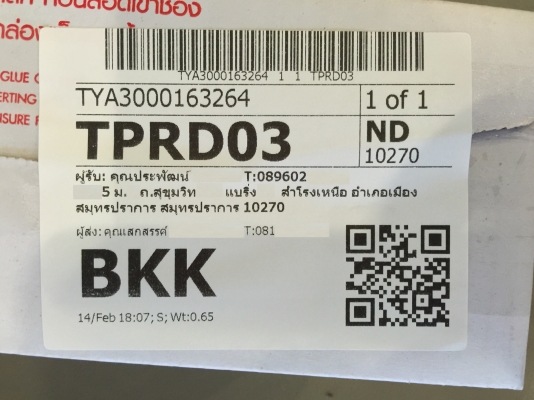 TYA3000163264 1 1 TPRD03
GLUE
ERTING
TYA3000163264 1 of 1
TPRD03 ND
10270
ผู้รับ: คุณประพัฒน์ T:089602
5 ม. ถ.สุขุมวิท แบริ่ง สำโรงเหนือ อำเภอเมือง
สมุทรปราการ สมุทรปราการ 10270
ผู้ส่ง: คุณเสกสรรค์ T:081
BKK
14/Feb 18:07; S; Wt:0.65